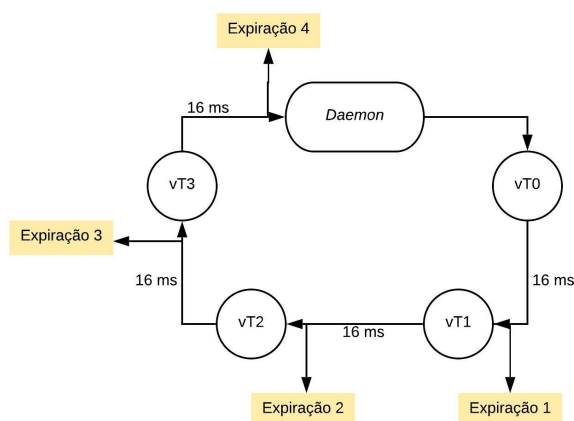 Expiração 4
16 ms
Daemon
vT3
vT0
Expiração 3
16 ms
16 ms
vT2
16 ms
vT1
Expiração 2
Expiração 1